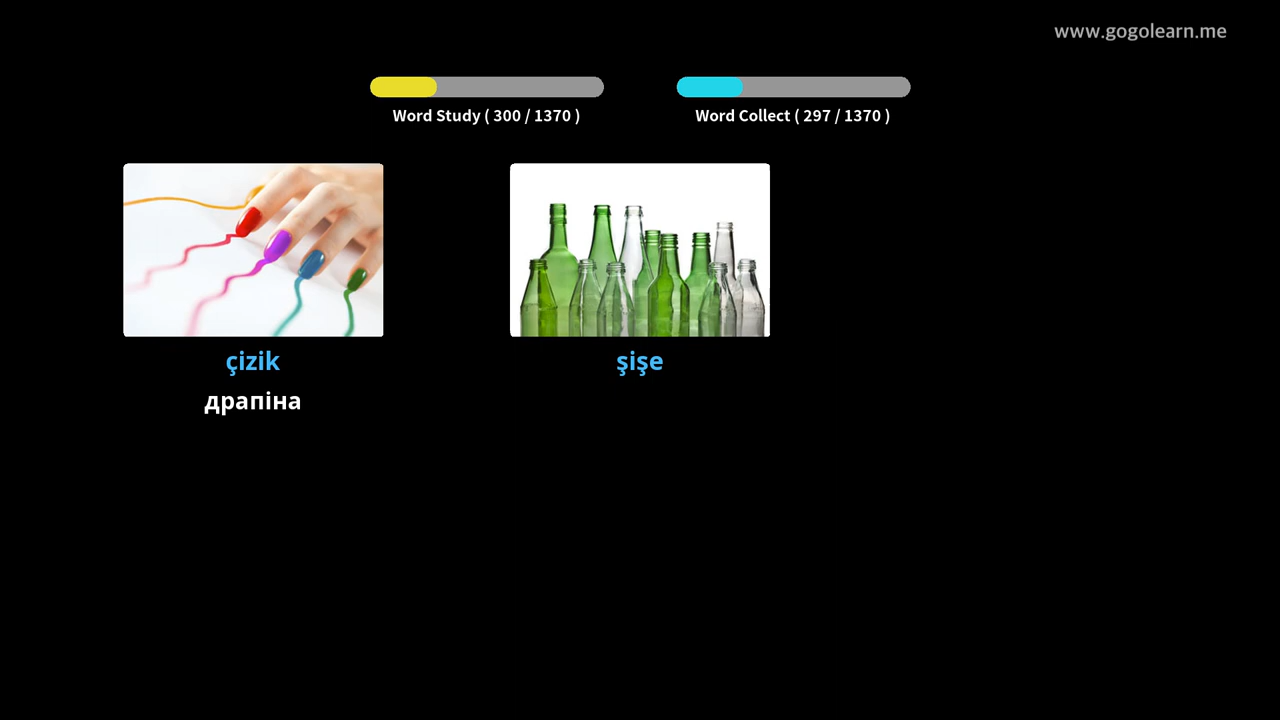 www.gogolearn.me
Word Study ( 300 / 1370 )
Word Collect ( 297 / 1370 )
çizik
şişe
драпіна